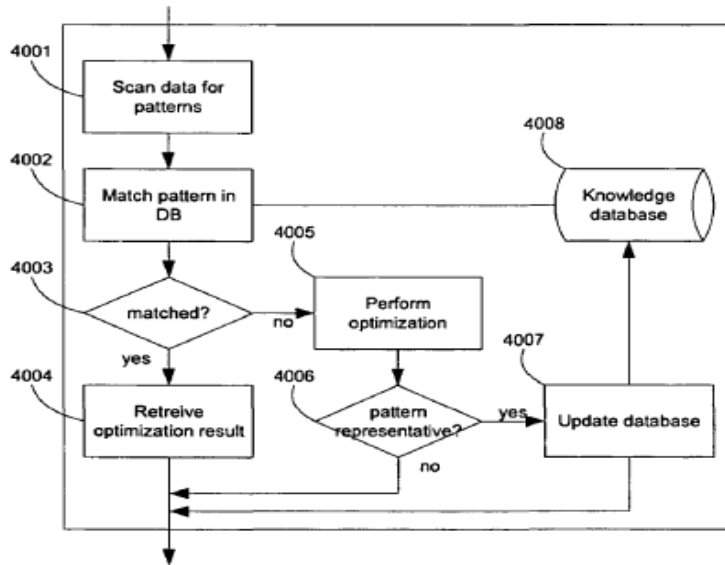 4001
Scan data for
patterns
4002
Match pattern in
DB
4008
Knowledge
database
4003
matched?
no
yes
4005
Perform
optimization
4004
Retreive
optimization result
4006
pattern
representative?
yes
no
4007
Update database